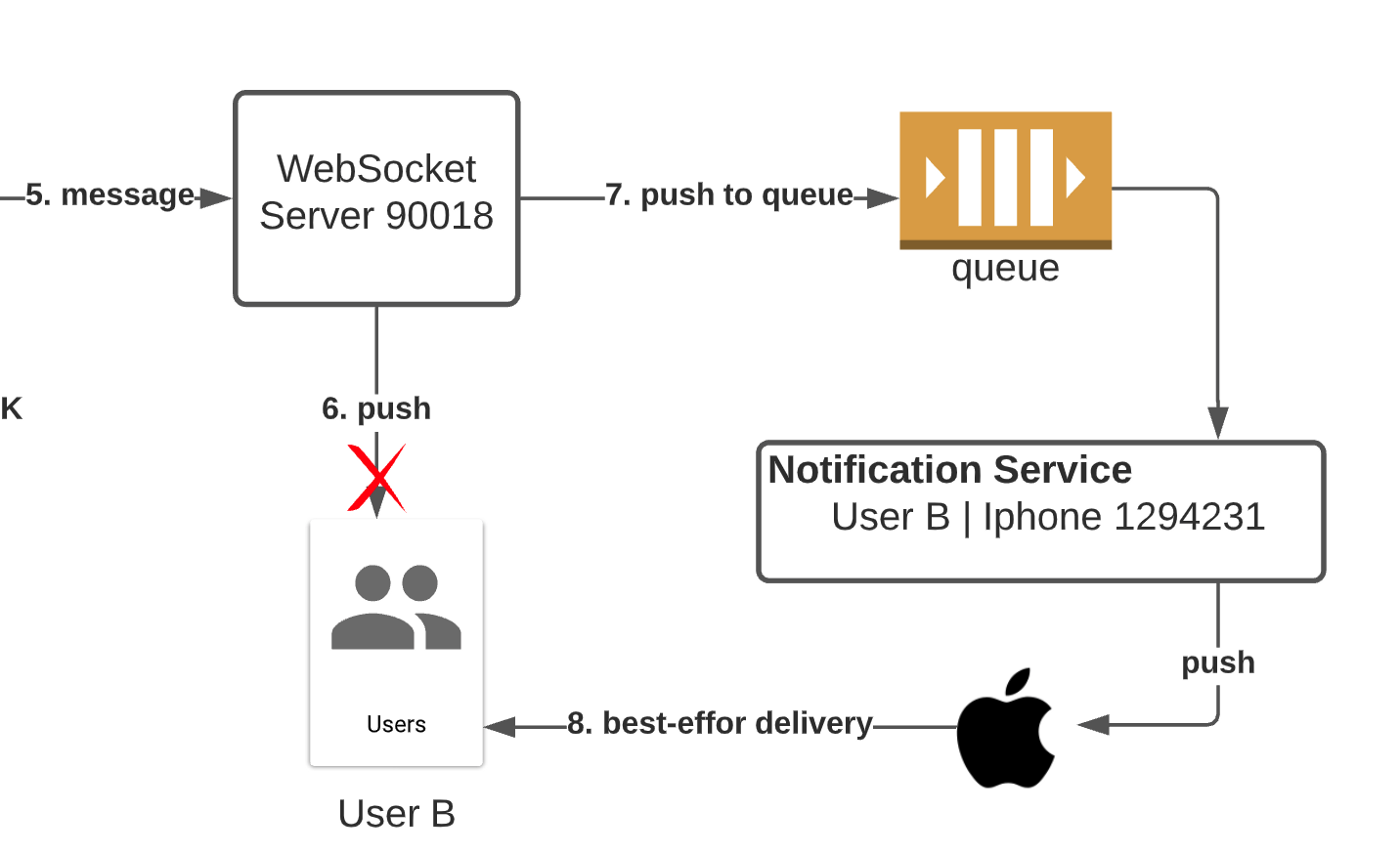 5. message
WebSocket
Server 90018
7. push to queue
queue
K
6. push
Notification Service
User B | Iphone 1294231
push
Users
8. best-effor delivery
User B